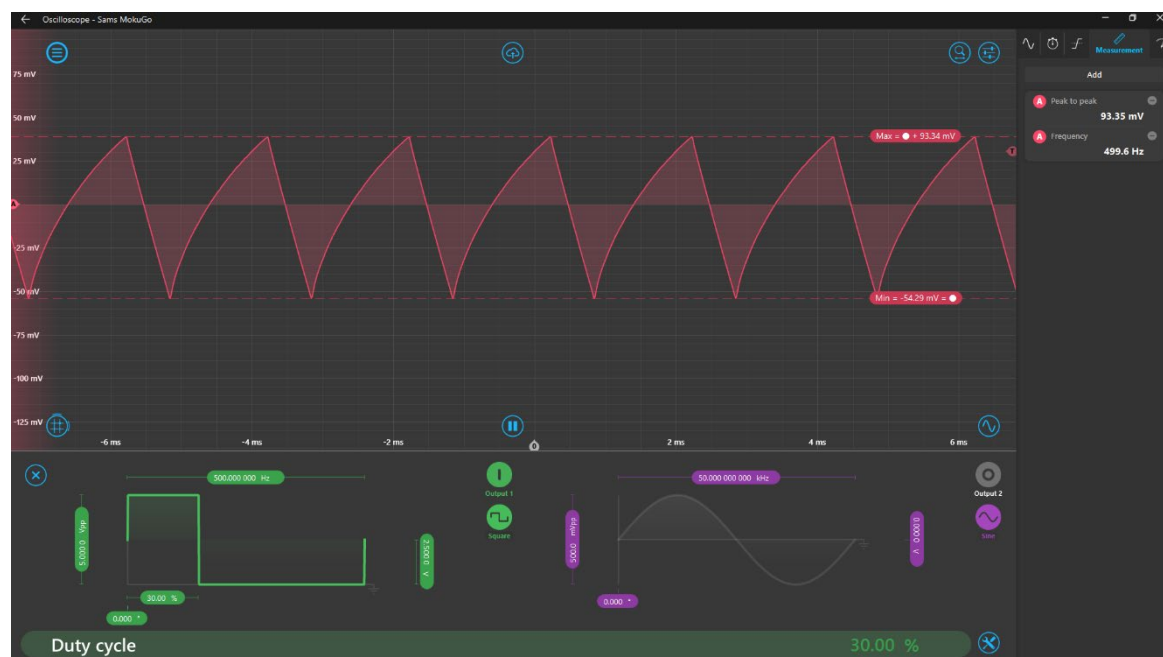 Oscilloscope - Sams MokuGo
Measurement
Add
A Peak to peak
93.35 mV
A Frequency
499.6 Hz
75 mV
50 mV
25 mV
-25 mV
-50 mV
-75 mV
-100 mV
-125 mV
Max = + 93.34 mV
Min = -54.29 mV =
T
A
-6 ms
-4 ms
-2 ms
0
2 ms
4 ms
6 ms
500.000 000 Hz
5.000 0 Vpp
2.500 0 V
30.00 %
0.000 °
Output 1
Square
50.000 000 000 kHz
500.0 mVpp
0.000 0 V
0.000 °
Output 2
Sine
Duty cycle 30.00 %